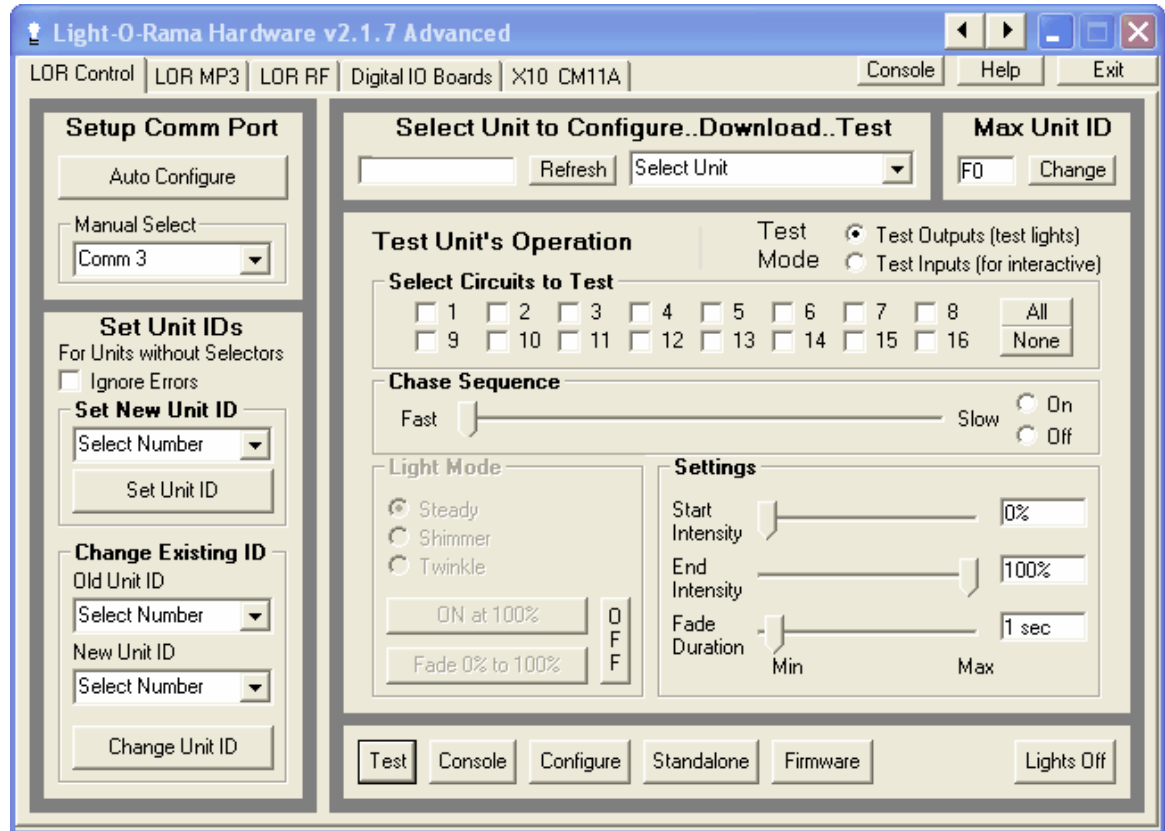 Light-O-Rama Hardware v2.1.7 Advanced
LOR Control LOR MP3 LOR RF Digital IO Boards X10 CM11A Console Help Exit
Setup Comm Port
Auto Configure
Manual Select
Comm 3
Set Unit IDs
For Units without Selectors
Ignore Errors
Set New Unit ID
Select Number
Set Unit ID
Change Existing ID
Old Unit ID
Select Number
New Unit ID
Select Number
Change Unit ID
Select Unit to Configure..Download..Test
Refresh Select Unit
Max Unit ID
F0 Change
Test Unit's Operation
Test Mode
Test Outputs (test lights)
Test Inputs (for interactive)
Select Circuits to Test
1 2 3 4 5 6 7 8 All
9 10 11 12 13 14 15 16 None
Chase Sequence
Fast Slow
On
Off
Light Mode
Steady
Shimmer
Twinkle
ON at 100%
Fade 0% to 100%
OFF
Settings
Start Intensity 0%
End Intensity 100%
Fade Duration 1 sec
Min Max
Test Console Configure Standalone Firmware Lights Off